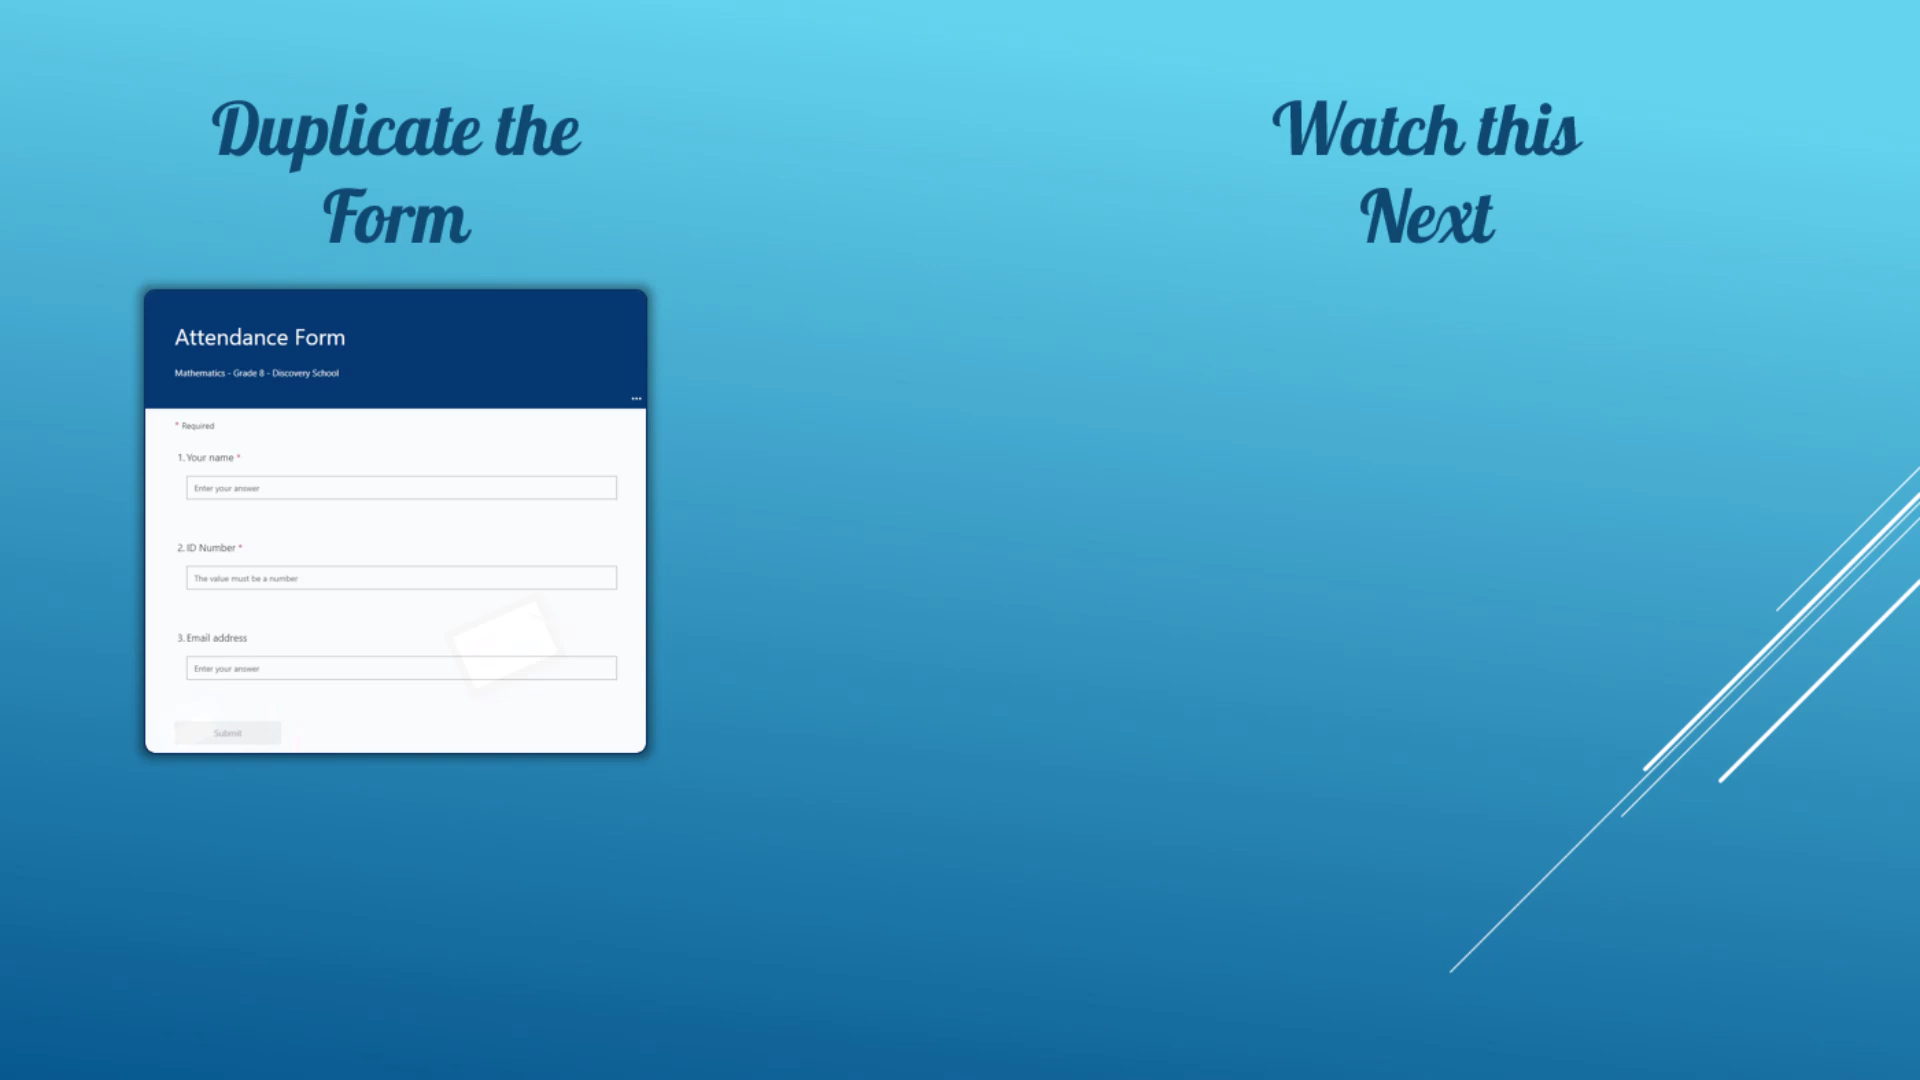 Duplicate the
Form
Attendance Form
Mathematics - Grade 8 - Discovery School
* Required
1. Your name *
Enter your answer
2. ID Number *
The value must be a number
3. Email address
Enter your answer
Submit
Watch this
Next